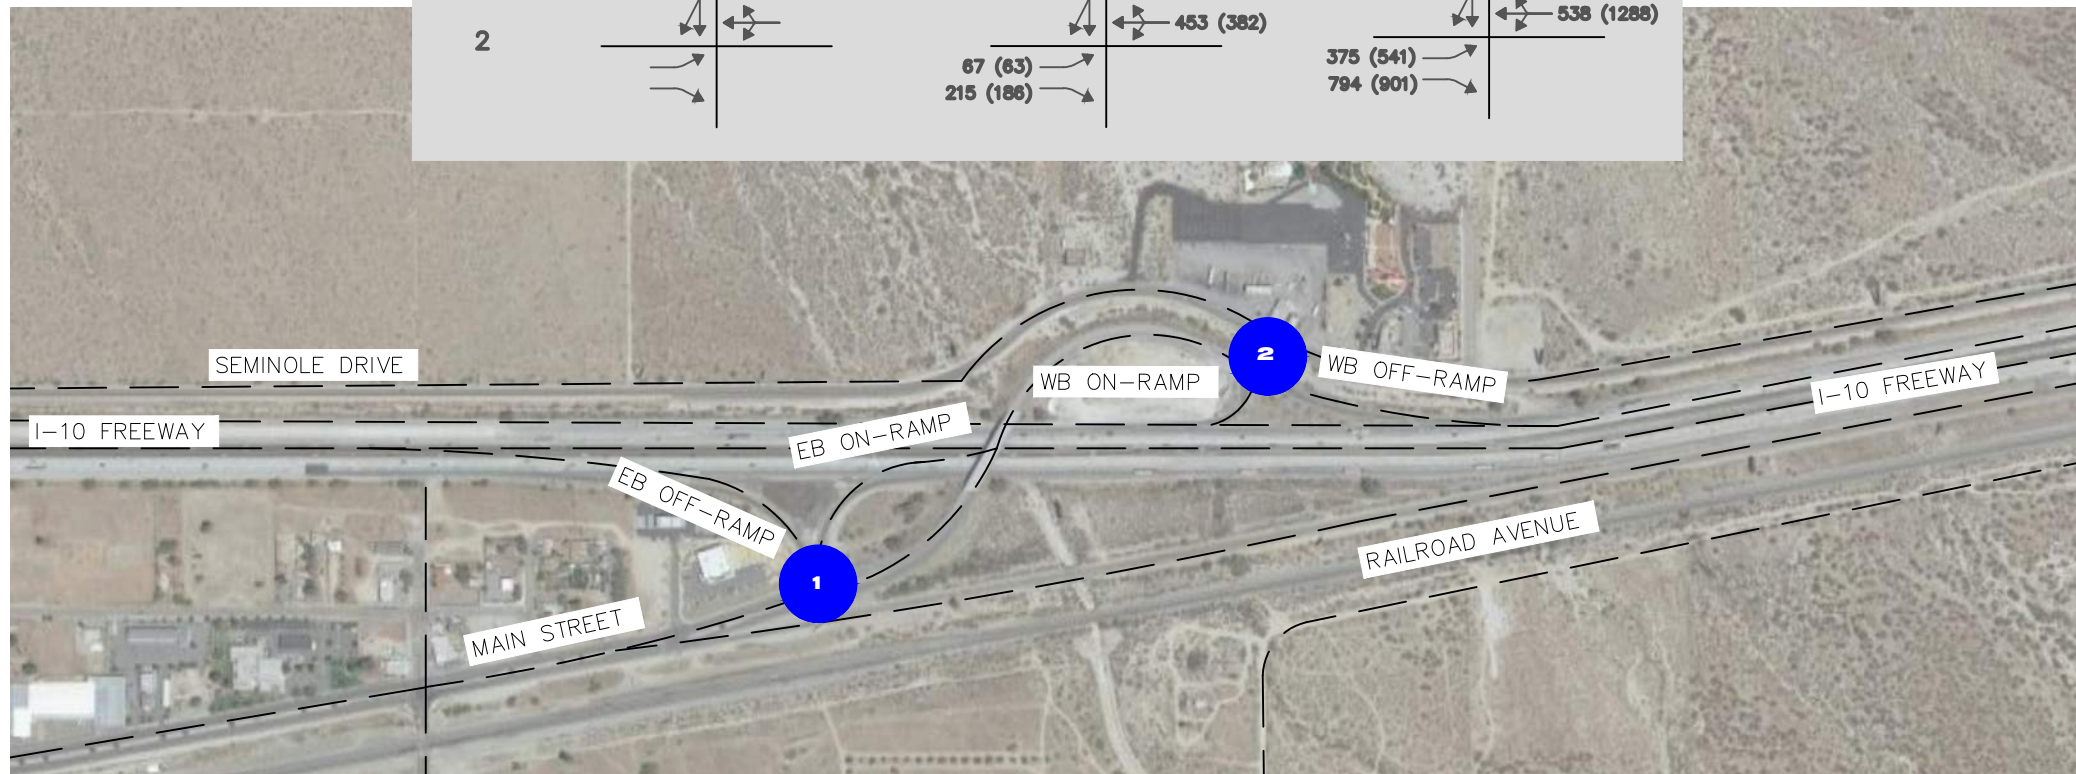 453 (382)
538 (1288)
2
67 (63)
215 (186)
375 (541)
794 (901)
SEMINOLE DRIVE
2
WB OFF-RAMP
WB ON-RAMP
I-10 FREEWAY
I-10 FREEWAY
EB ON-RAMP
EB OFF-RAMP
RAILROAD AVENUE
1
MAIN STREET